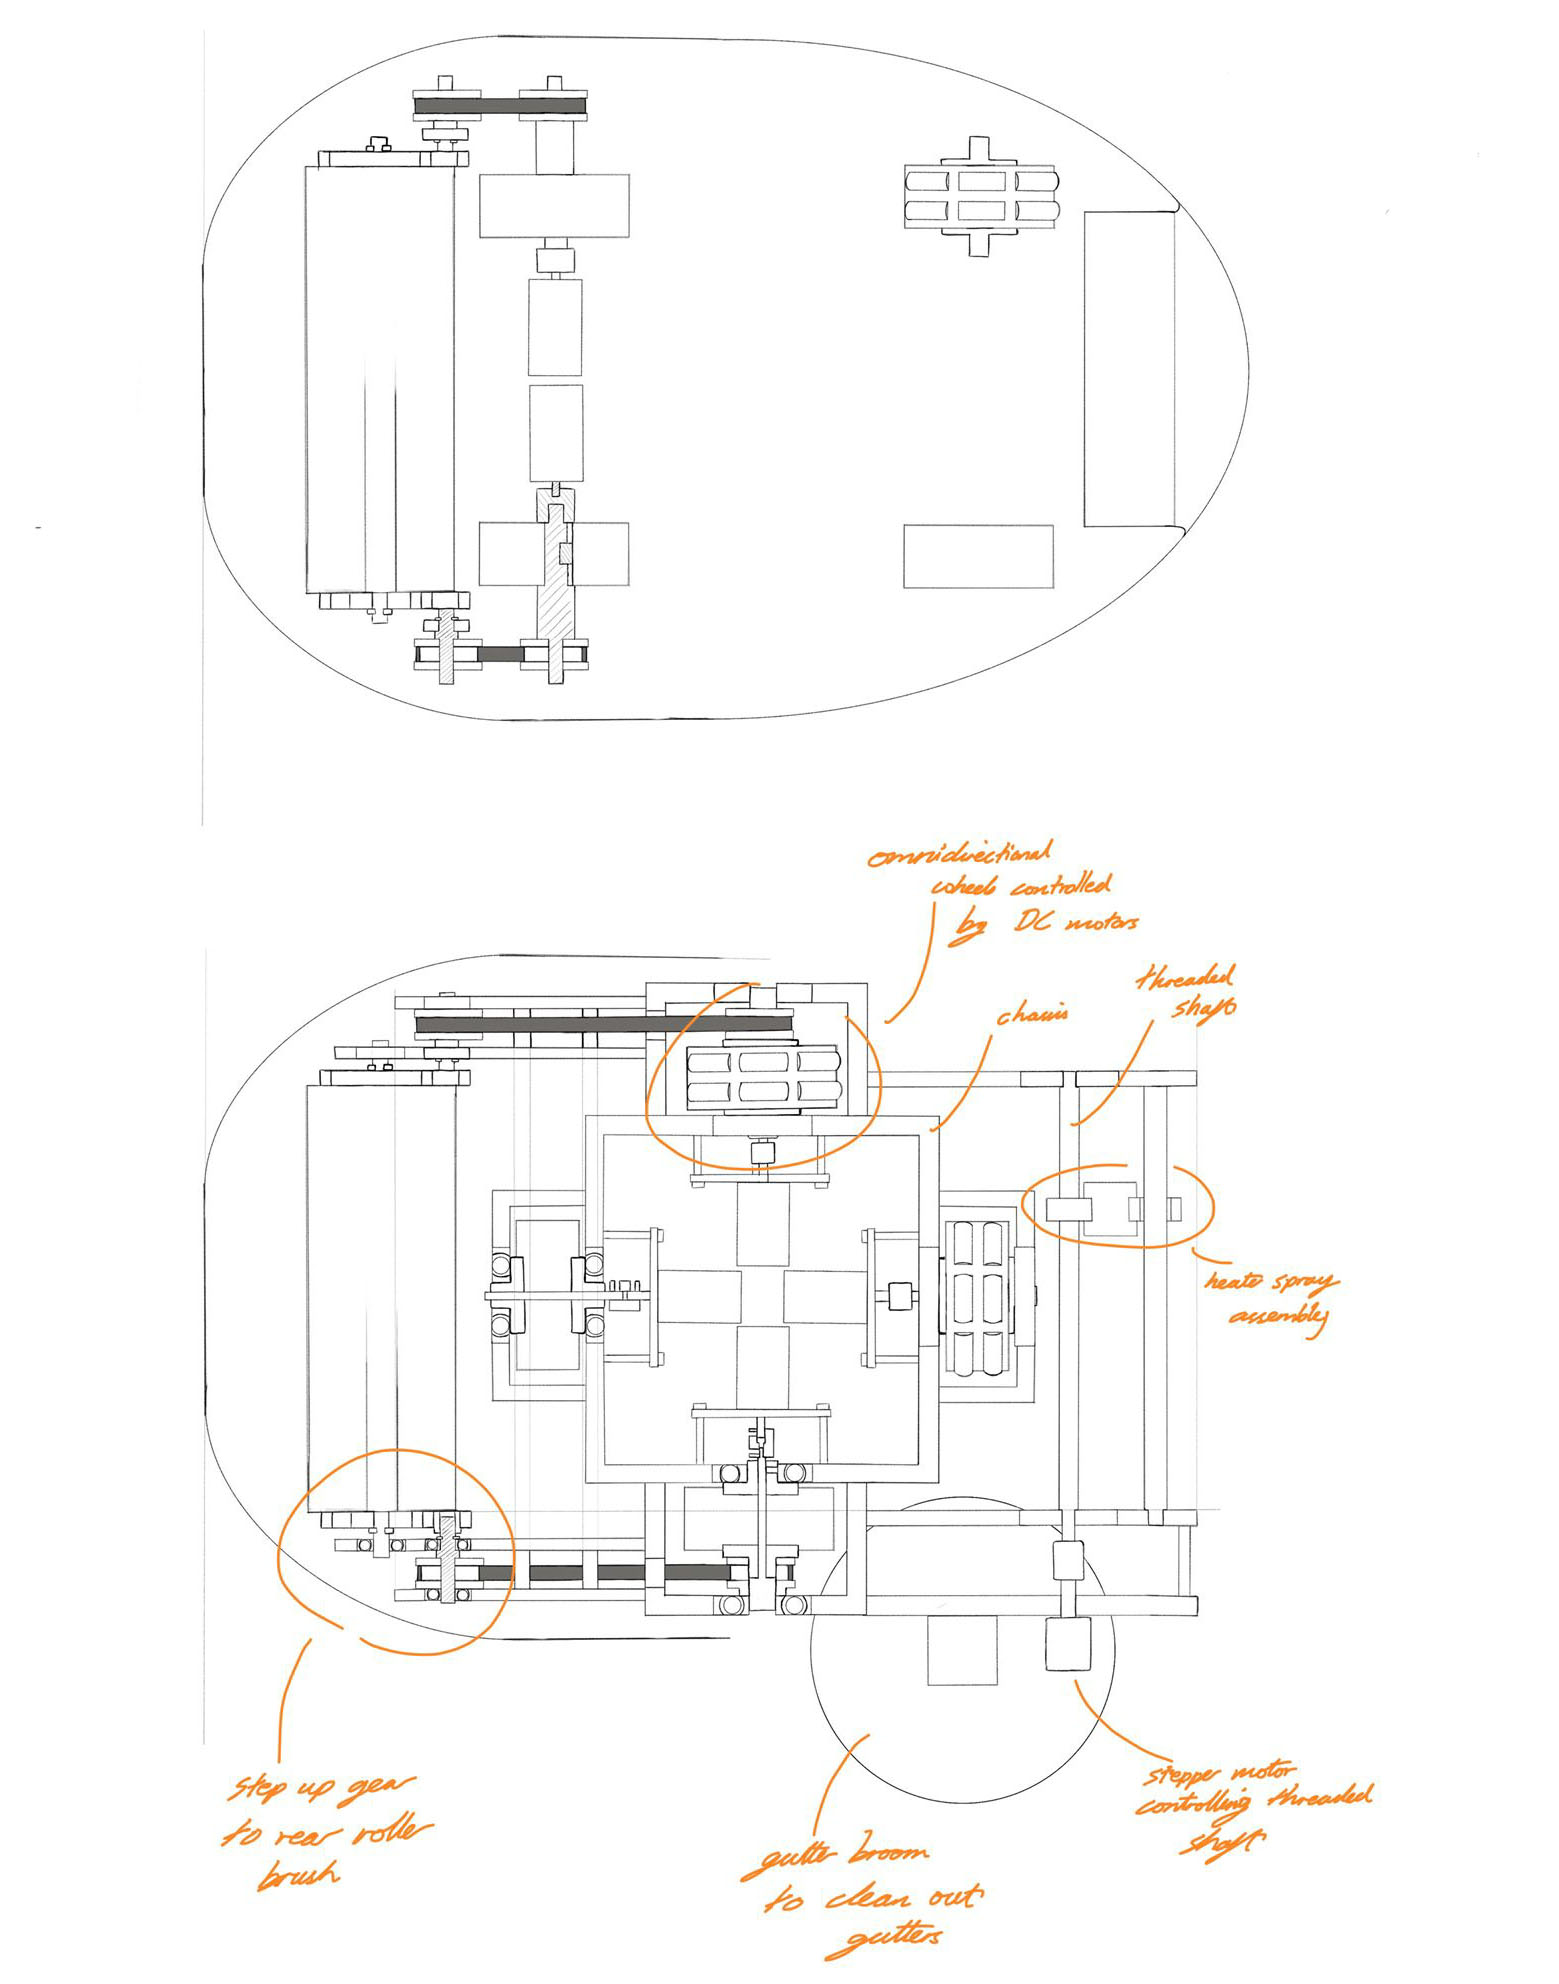 omnidirectional
wheels controlled
by DC motors
threaded
shaft
chassis
heater spray
assembly
step up gear
to rear roller
brush
stepper motor
controlling threaded
shaft
gutter broom
to clean out
gutters